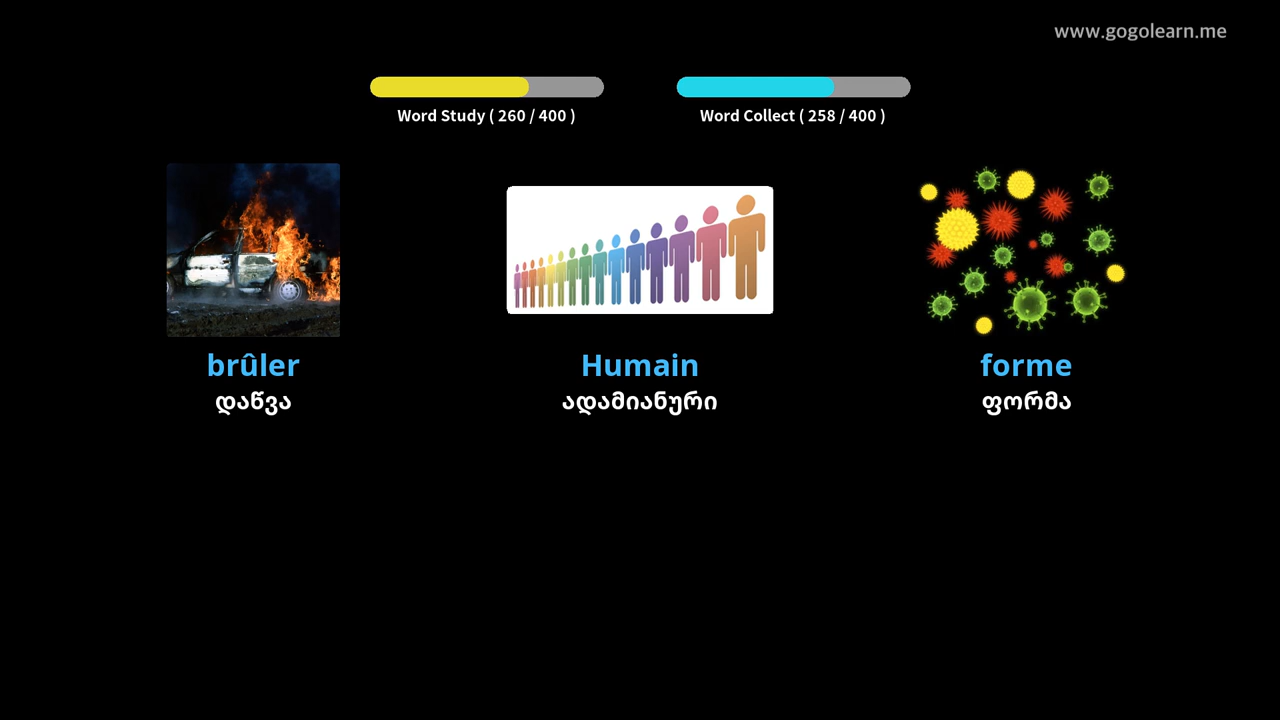 www.gogolearn.me
Word Study ( 260 / 400 )
Word Collect ( 258 / 400 )
brûler
Humain
forme
დაწვა
ადამიანური
ფორმა